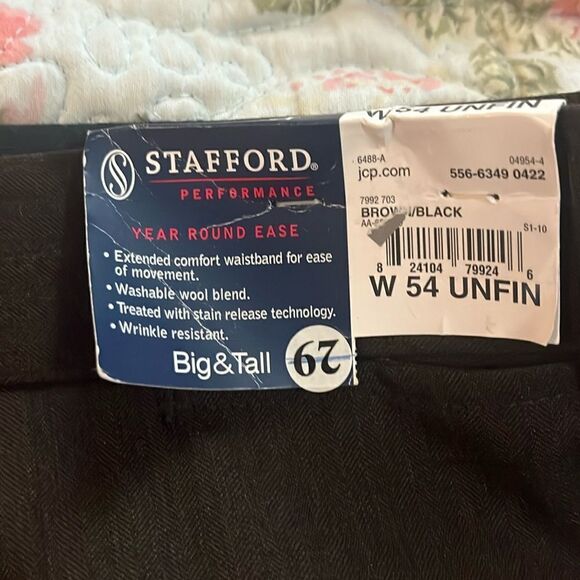 W 54 UNFIN
STAFFORD®
PERFORMANCE
YEAR ROUND EASE
• Extended comfort waistband for ease
of movement.
• Washable wool blend.
• Treated with stain release technology.
• Wrinkle resistant.
Big&Tall
29
6488-A 04954-4
jcp.com 556-6349 0422
7992 703
BROWN/BLACK
S1-10
8 24104 79924 6
W 54 UNFIN